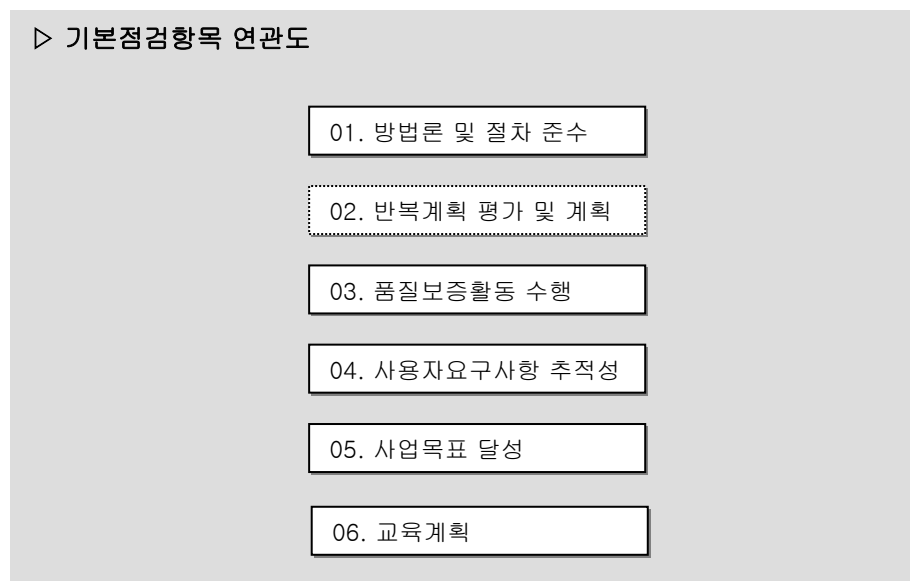 ▷ 기본점검항목 연관도
01. 방법론 및 절차 준수
02. 반복계획 평가 및 계획
03. 품질보증활동 수행
04. 사용자요구사항 추적성
05. 사업목표 달성
06. 교육계획